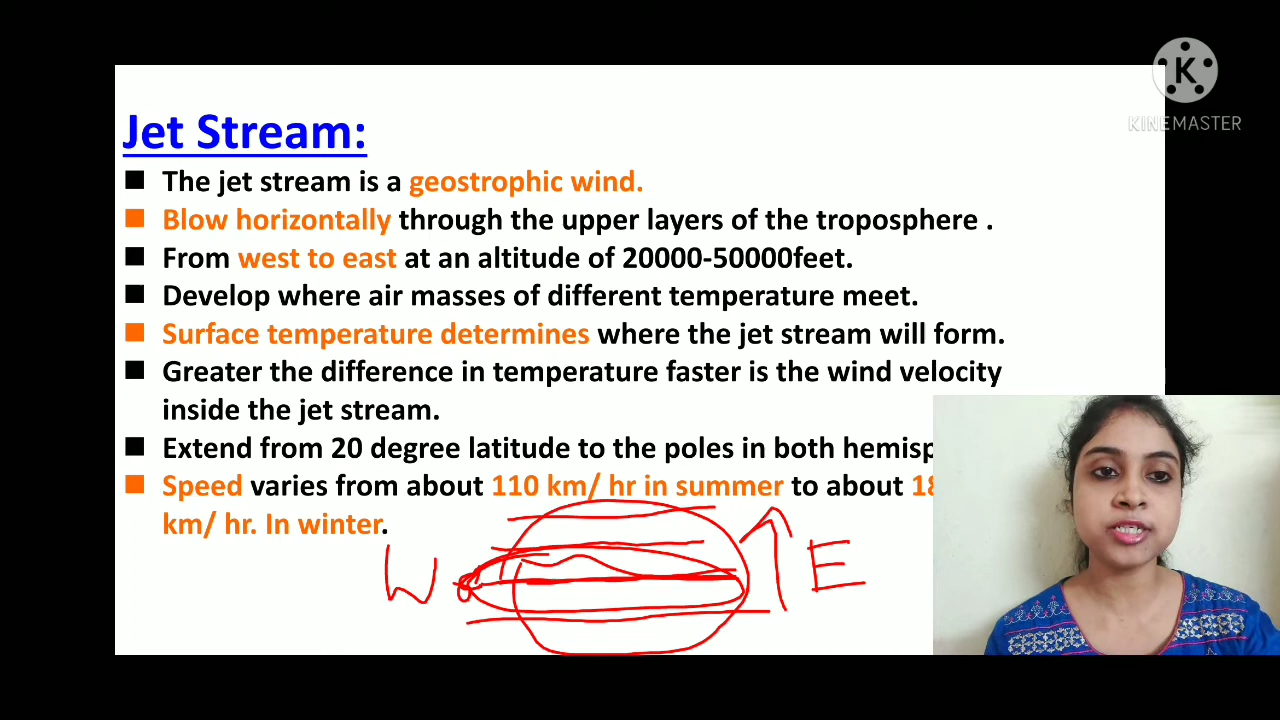 K
KINEMASTER
Jet Stream:
The jet stream is a geostrophic wind.
Blow horizontally through the upper layers of the troposphere .
From west to east at an altitude of 20000-50000feet.
Develop where air masses of different temperature meet.
Surface temperature determines where the jet stream will form.
Greater the difference in temperature faster is the wind velocity
inside the jet stream.
Extend from 20 degree latitude to the poles in both
Speed varies from about 110 km/ hr in summer to about
km/ hr. In winter.
W E